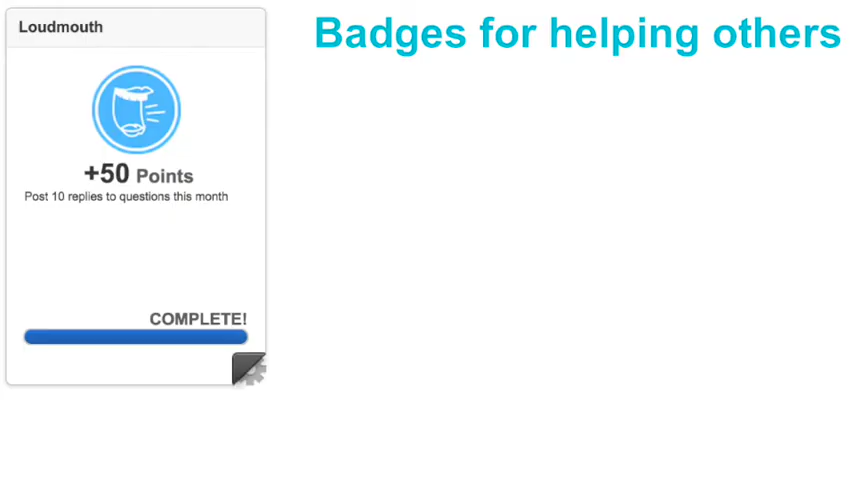 Loudmouth
Badges for helping others
+50 Points
Post 10 replies to questions this month
COMPLETE!